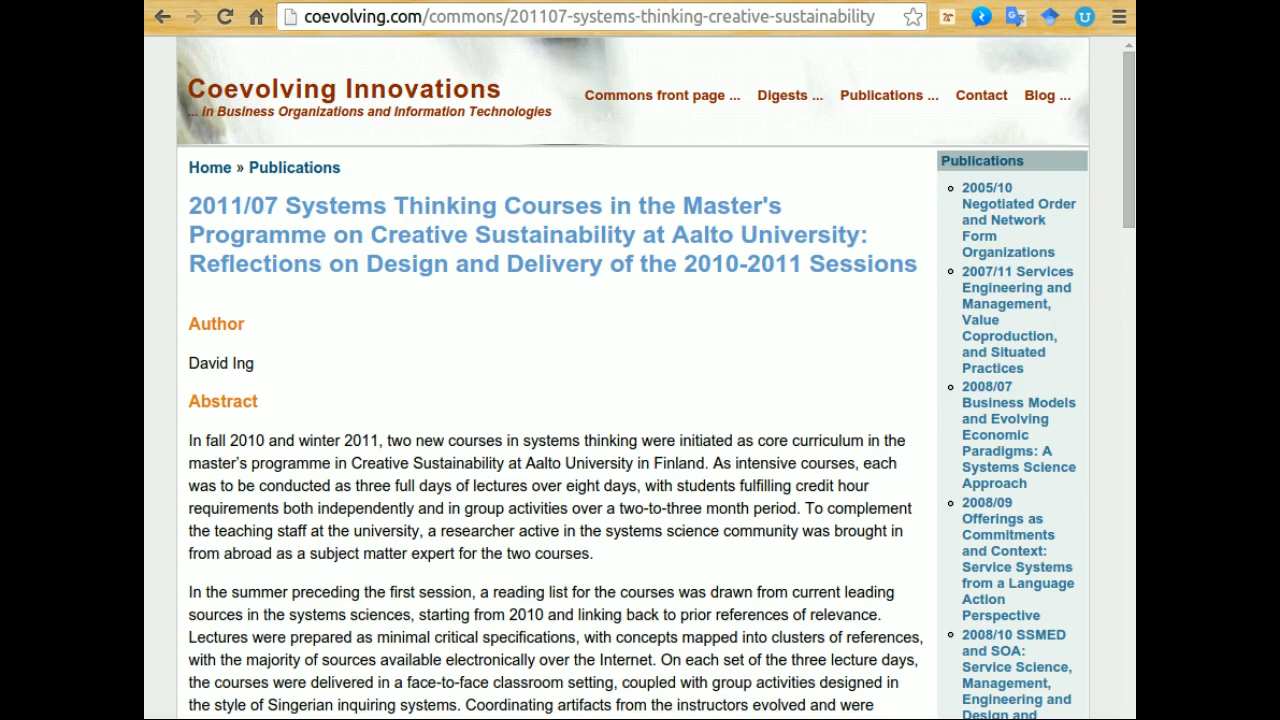 coevolving.com/commons/201107-systems-thinking-creative-sustainability
Coevolving Innovations
... in Business Organizations and Information Technologies
Commons front page ... Digests ... Publications ... Contact Blog ...
Home » Publications
2011/07 Systems Thinking Courses in the Master's
Programme on Creative Sustainability at Aalto University:
Reflections on Design and Delivery of the 2010-2011 Sessions
Author
David Ing
Abstract
In fall 2010 and winter 2011, two new courses in systems thinking were initiated as core curriculum in the
master's programme in Creative Sustainability at Aalto University in Finland. As intensive courses, each
was to be conducted as three full days of lectures over eight days, with students fulfilling credit hour
requirements both independently and in group activities over a two-to-three month period. To complement
the teaching staff at the university, a researcher active in the systems science community was brought in
from abroad as a subject matter expert for the two courses.
In the summer preceding the first session, a reading list for the courses was drawn from current leading
sources in the systems sciences, starting from 2010 and linking back to prior references of relevance.
Lectures were prepared as minimal critical specifications, with concepts mapped into clusters of references,
with the majority of sources available electronically over the Internet. On each set of the three lecture days,
the courses were delivered in a face-to-face classroom setting, coupled with group activities designed in
the style of Singerian inquiring systems. Coordinating artifacts from the instructors evolved and were
Publications
2005/10
Negotiated Order
and Network
Form
Organizations
2007/11 Services
Engineering and
Management,
Value
Coproduction,
and Situated
Practices
2008/07
Business Models
and Evolving
Economic
Paradigms: A
Systems Science
Approach
2008/09
Offerings as
Commitments
and Context:
Service Systems
from a Language
Action
Perspective
2008/10 SSMED
and SOA:
Service Science,
Management,
Engineering and
Design and